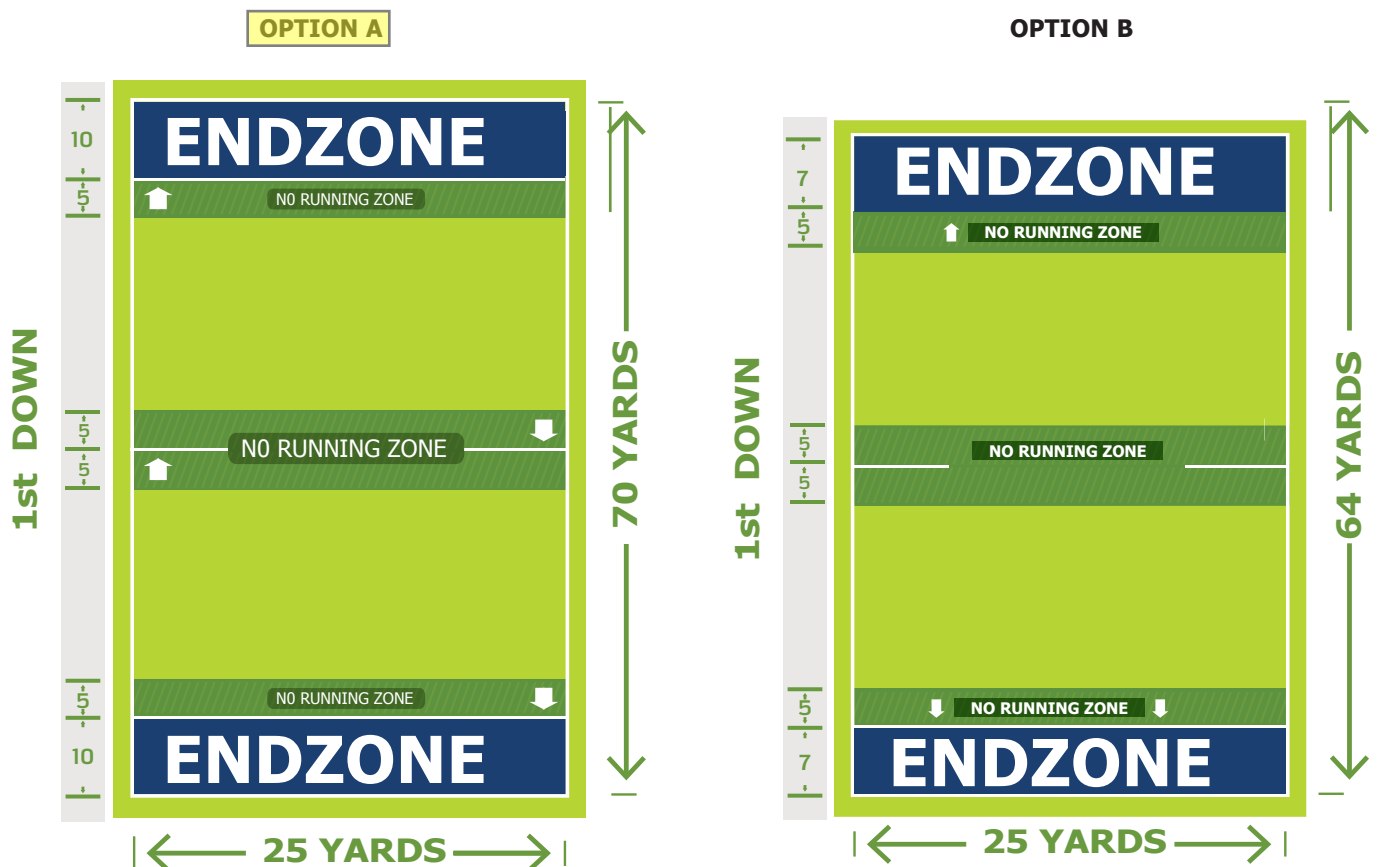 OPTION A
10
5
5
5
5
10
1st DOWN
ENDZONE
N0 RUNNING ZONE
N0 RUNNING ZONE
N0 RUNNING ZONE
ENDZONE
70 YARDS
25 YARDS
OPTION B
7
5
5
5
5
7
1st DOWN
ENDZONE
NO RUNNING ZONE
NO RUNNING ZONE
NO RUNNING ZONE
ENDZONE
64 YARDS
25 YARDS